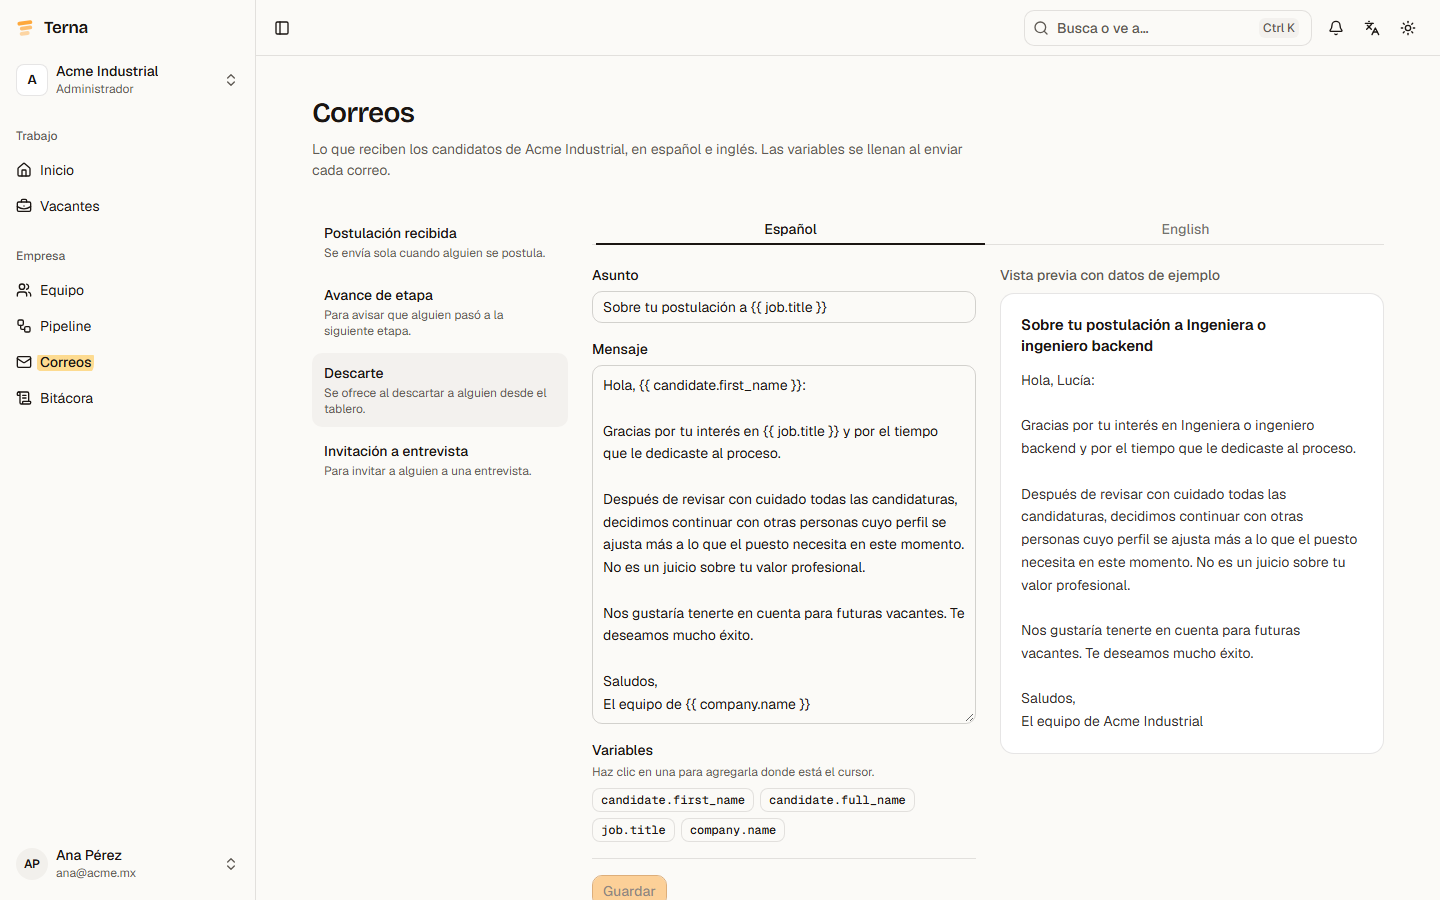 Terna
A
Acme Industrial
Administrador
Trabajo
Inicio
Vacantes
Empresa
Equipo
Pipeline
Correos
Bitácora
AP
Ana Pérez
ana@acme.mx
Busca o ve a...
Ctrl K
Correos
Lo que reciben los candidatos de Acme Industrial, en español e inglés. Las variables se llenan al enviar
cada correo.
Postulación recibida
Se envía sola cuando alguien se postula.
Avance de etapa
Para avisar que alguien pasó a la
siguiente etapa.
Descarte
Se ofrece al descartar a alguien desde el
tablero.
Invitación a entrevista
Para invitar a alguien a una entrevista.
Español
English
Asunto
Sobre tu postulación a {{ job.title }}
Mensaje
Hola, {{ candidate.first_name }}:
Gracias por tu interés en {{ job.title }} y por el tiempo
que le dedicaste al proceso.
Después de revisar con cuidado todas las candidaturas,
decidimos continuar con otras personas cuyo perfil se
ajusta más a lo que el puesto necesita en este momento.
No es un juicio sobre tu valor profesional.
Nos gustaría tenerte en cuenta para futuras vacantes. Te
deseamos mucho éxito.
Saludos,
El equipo de {{ company.name }}
Variables
Haz clic en una para agregarla donde está el cursor.
candidate.first_name
candidate.full_name
job.title
company.name
Guardar
Vista previa con datos de ejemplo
Sobre tu postulación a Ingeniera o
ingeniero backend
Hola, Lucía:
Gracias por tu interés en Ingeniera o ingeniero
backend y por el tiempo que le dedicaste al proceso.
Después de revisar con cuidado todas las
candidaturas, decidimos continuar con otras
personas cuyo perfil se ajusta más a lo que el puesto
necesita en este momento. No es un juicio sobre tu
valor profesional.
Nos gustaría tenerte en cuenta para futuras
vacantes. Te deseamos mucho éxito.
Saludos,
El equipo de Acme Industrial